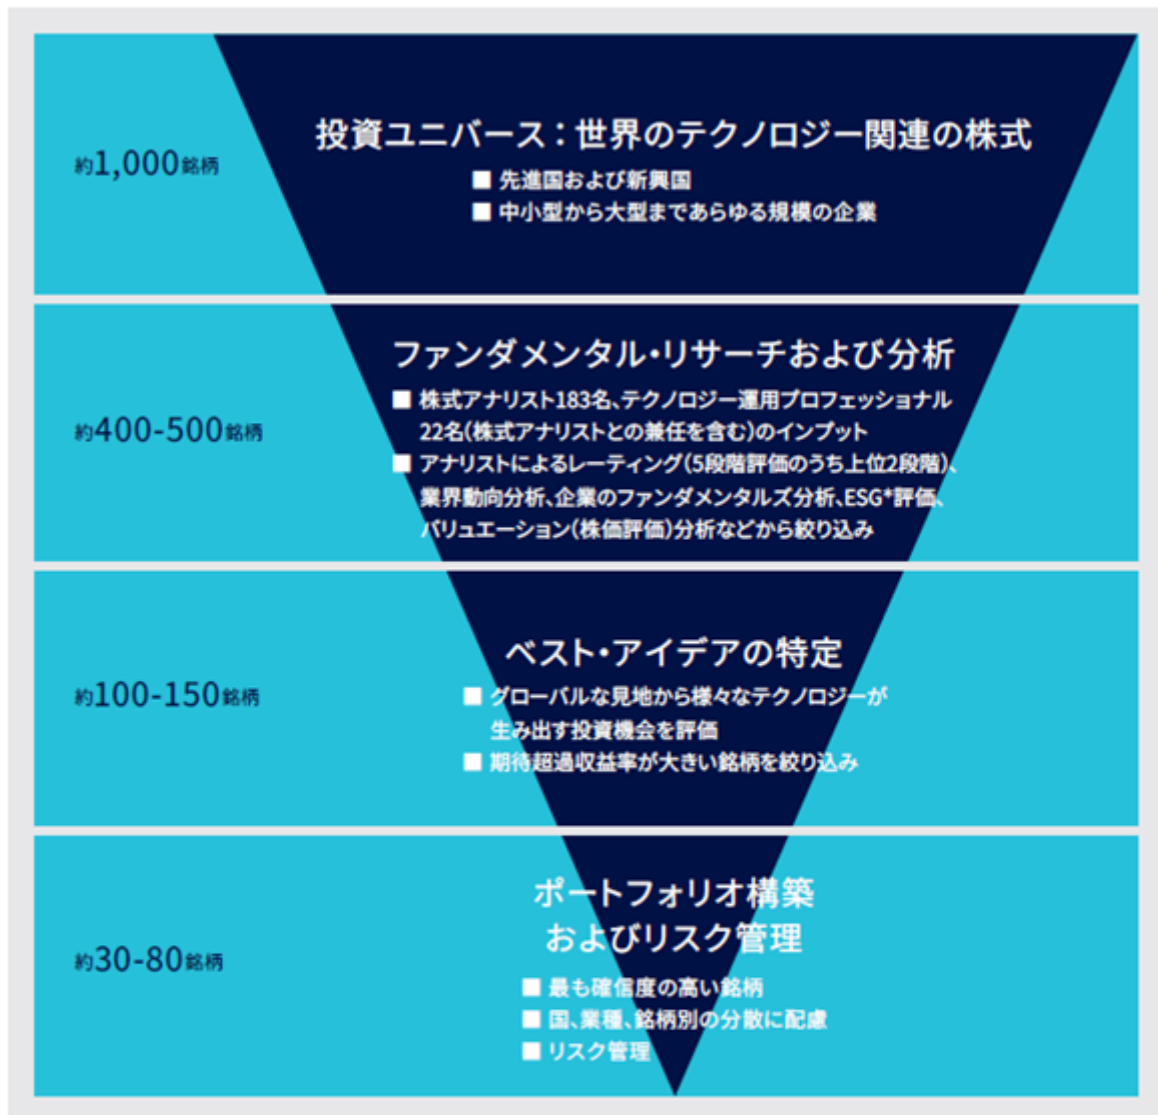 約1,000銘柄
投資ユニバース：世界のテクノロジー関連の株式
■ 先進国および新興国
■ 中小型から大型まであらゆる規模の企業
約400-500銘柄
ファンダメンタル・リサーチおよび分析
■ 株式アナリスト183名、テクノロジー運用プロフェッショナル
22名（株式アナリストとの兼任を含む）のインプット
■ アナリストによるレーティング（5段階評価のうち上位2段階）、
業界動向分析、企業のファンダメンタルズ分析、ESG*評価、
バリュエーション（株価評価）分析などから絞り込み
約100-150銘柄
ベスト・アイデアの特定
■ グローバルな見地から様々なテクノロジーが
生み出す投資機会を評価
■ 期待超過収益率が大きい銘柄を絞り込み
約30-80銘柄
ポートフォリオ構築
およびリスク管理
■ 最も確信度の高い銘柄
■ 国、業種、銘柄別の分散に配慮
■ リスク管理